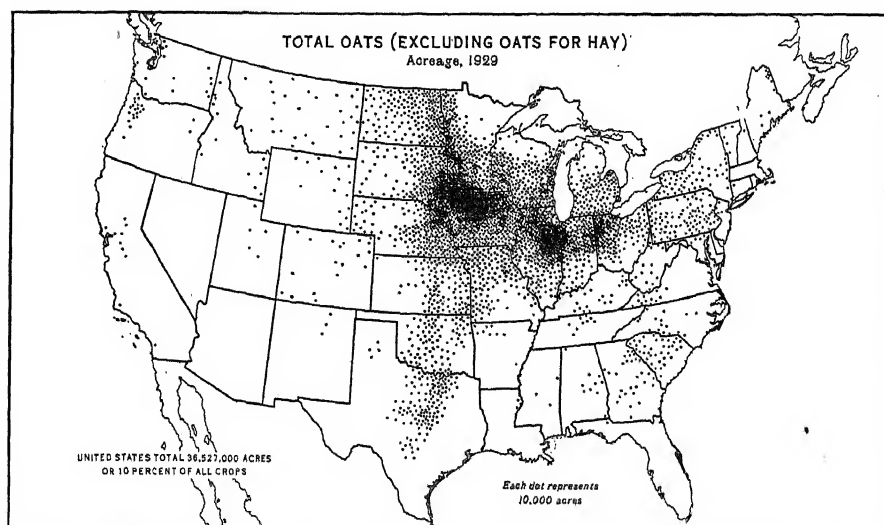 TOTAL OATS (EXCLUDING OATS FOR HAY)
Acreage, 1929
UNITED STATES TOTAL 36,527,000 ACRES
OR 10 PERCENT OF ALL CROPS
Each dot represents
10,000 acres